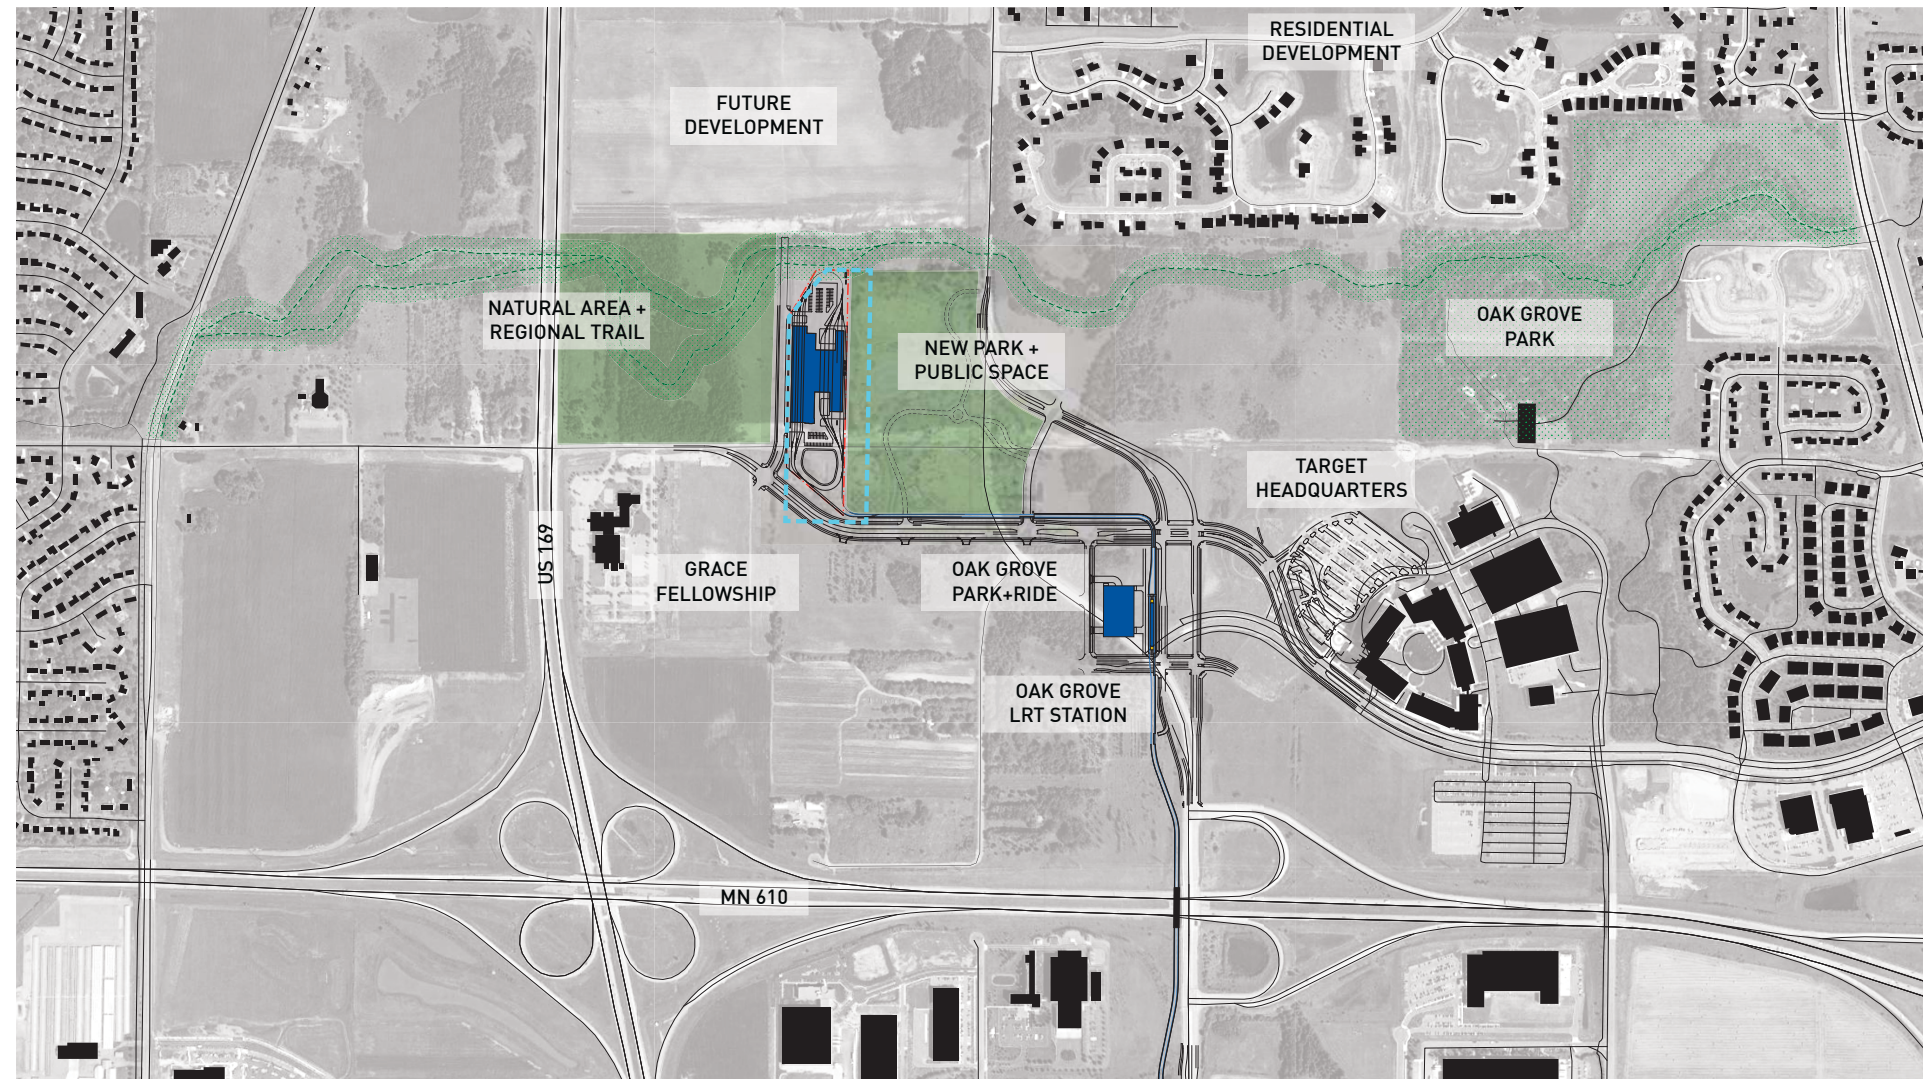 RESIDENTIAL
DEVELOPMENT
FUTURE
DEVELOPMENT
NATURAL AREA +
REGIONAL TRAIL
OAK GROVE
PARK
NEW PARK +
PUBLIC SPACE
TARGET
HEADQUARTERS
US 169
GRACE
FELLOWSHIP
OAK GROVE
PARK+RIDE
OAK GROVE
LRT STATION
MN 610